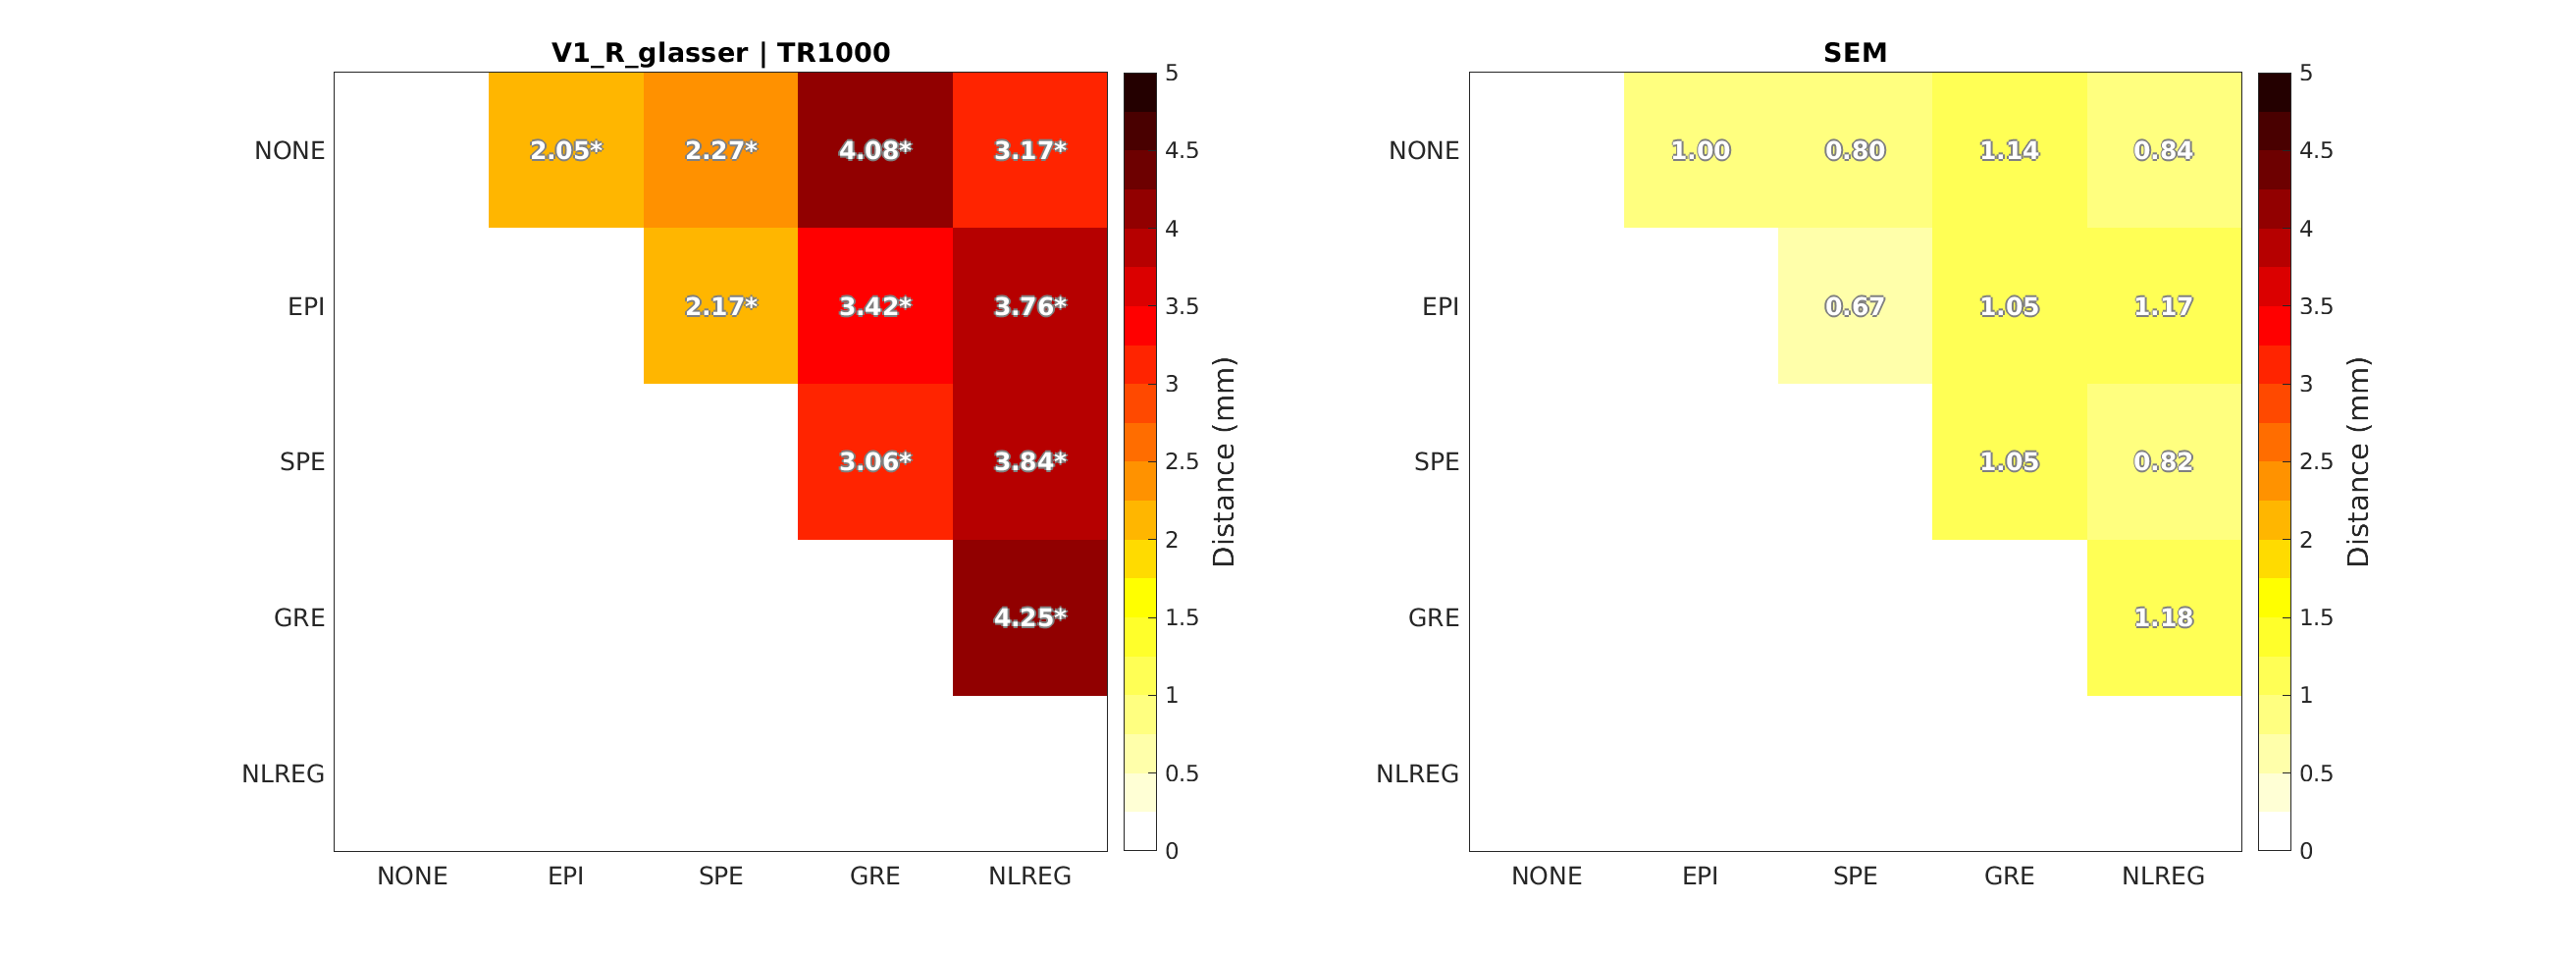 V1_R_glasser | TR1000
NONE 2.05* 2.27* 4.08* 3.17*
EPI 2.17* 3.42* 3.76*
SPE 3.06* 3.84*
GRE 4.25*
NLREG
NONE EPI SPE GRE NLREG
5
4.5
4
3.5
3
2.5
2
1.5
1
0.5
0
Distance (mm)
SEM
NONE 1.00 0.80 1.14 0.84
EPI 0.67 1.05 1.17
SPE 1.05 0.82
GRE 1.18
NLREG
NONE EPI SPE GRE NLREG
5
4.5
4
3.5
3
2.5
2
1.5
1
0.5
0
Distance (mm)